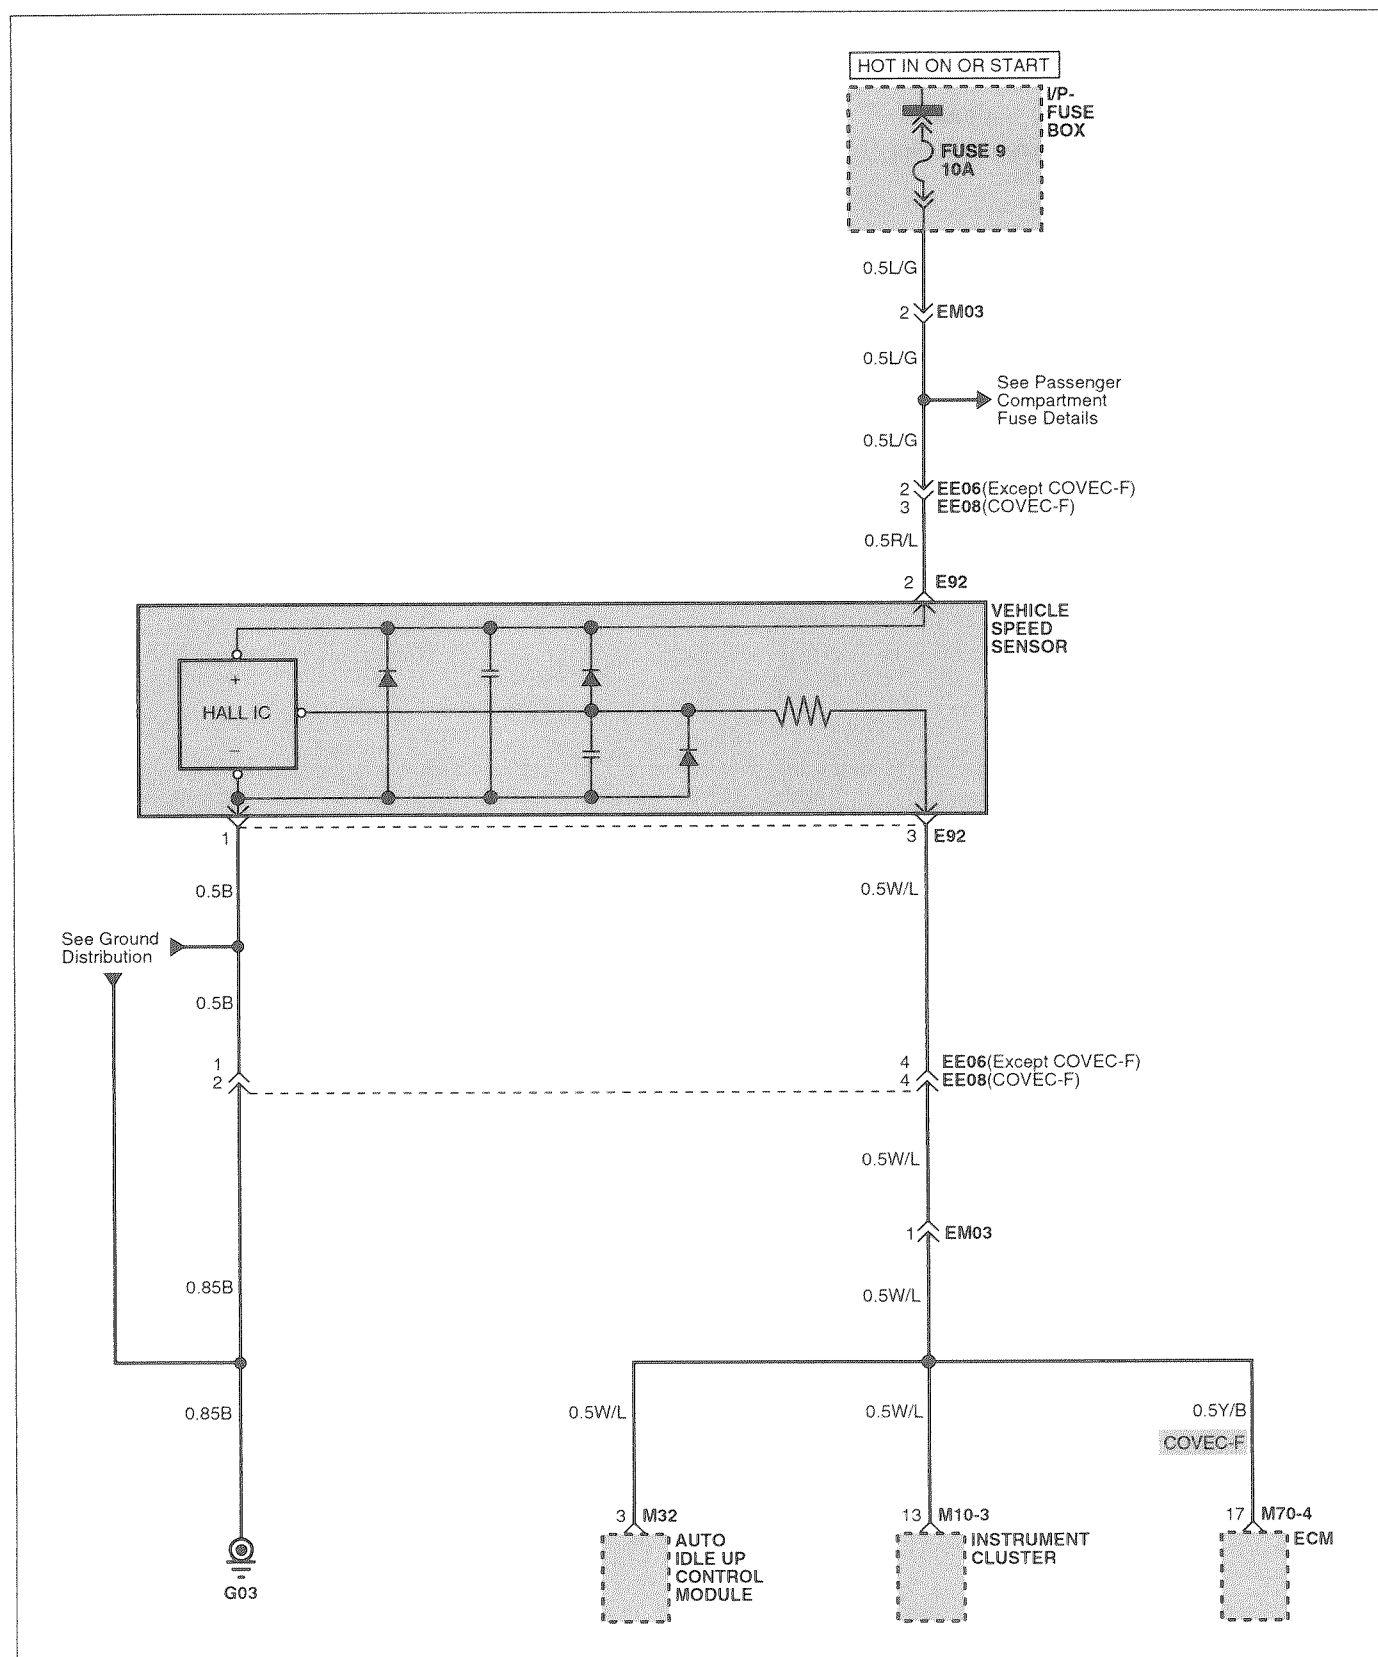 HOT IN ON OR START
I/P-
FUSE
BOX
FUSE 9
10A
0.5L/G
2 EM03
0.5L/G
See Passenger
Compartment
Fuse Details
0.5L/G
2 EE06(Except COVEC-F)
3 EE08(COVEC-F)
0.5R/L
2 E92
VEHICLE
SPEED
SENSOR
+
HALL IC
–
1
3 E92
0.5B
0.5W/L
See Ground
Distribution
0.5B
1
2
4 EE06(Except COVEC-F)
4 EE08(COVEC-F)
0.5W/L
1 EM03
0.85B
0.5W/L
0.85B
0.5W/L
0.5W/L
0.5Y/B
COVEC-F
3 M32
13 M10-3
17 M70-4
AUTO
IDLE UP
CONTROL
MODULE
INSTRUMENT
CLUSTER
ECM
G03